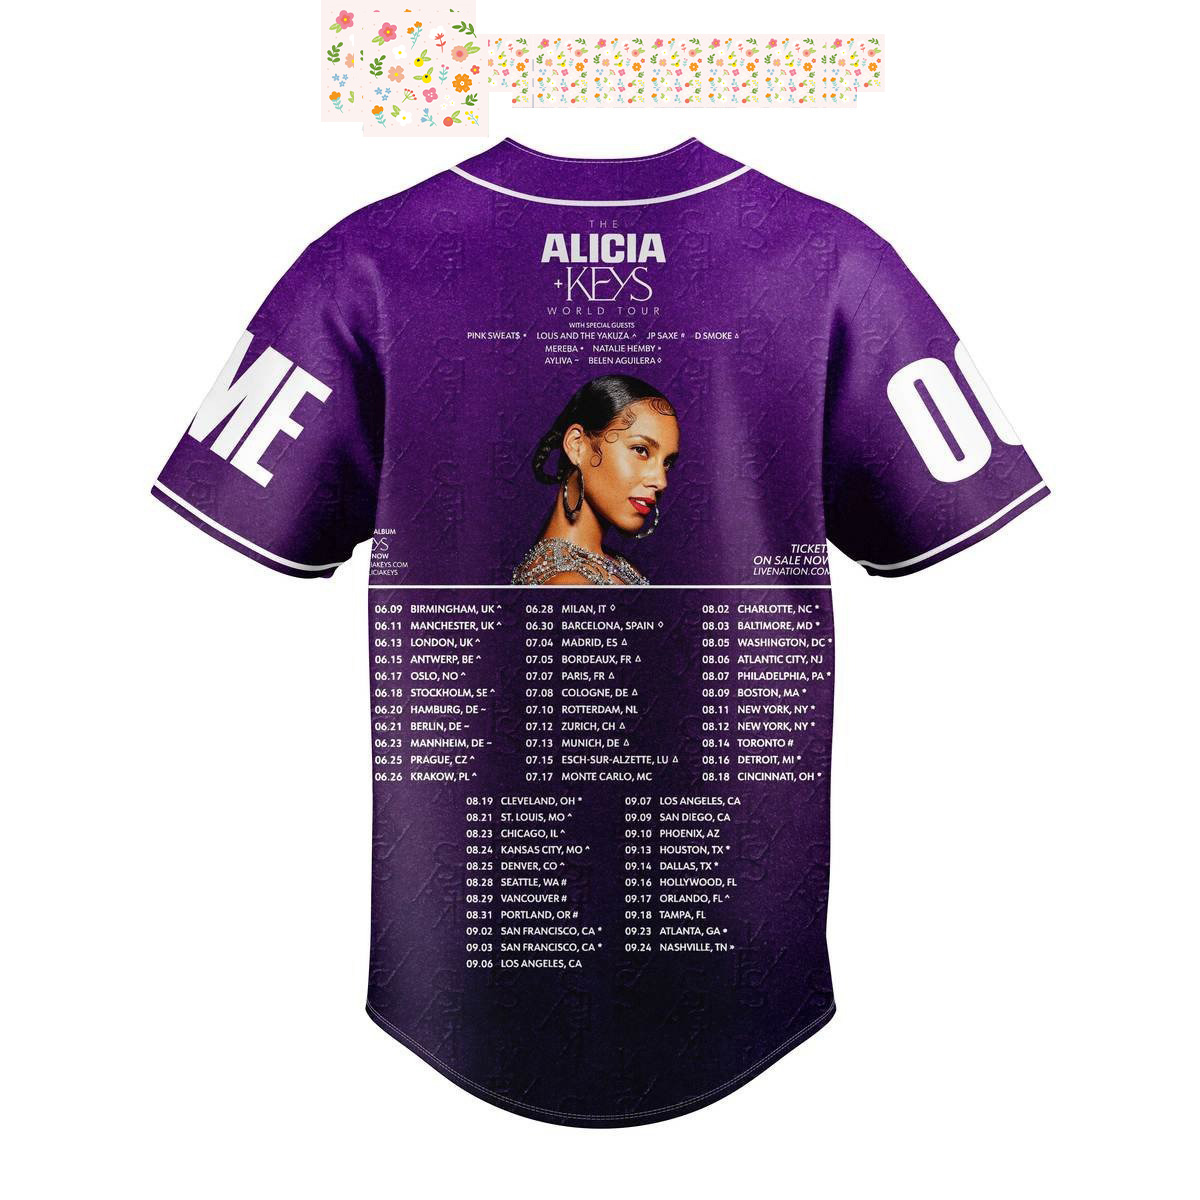 THE
ALICIA
+KEYS
WORLD TOUR
WITH SPECIAL GUESTS
PINK SWEAT$ * LOUS AND THE YAKUZA ^ JP SAXE # D SMOKE Δ
MEREBA • NATALIE HEMBY »
AYLIVA ~ BELEN AGUILERA ◊
ME
OO
ALBUM
YS
NOW
IAKEYS.COM
LICIAKEYS
TICKETS
ON SALE NOW
LIVENATION.COM
06.09 BIRMINGHAM, UK ^
06.11 MANCHESTER, UK ^
06.13 LONDON, UK ^
06.15 ANTWERP, BE ^
06.17 OSLO, NO ^
06.18 STOCKHOLM, SE ^
06.20 HAMBURG, DE ~
06.21 BERLIN, DE ~
06.23 MANNHEIM, DE ~
06.25 PRAGUE, CZ ^
06.26 KRAKOW, PL ^
06.28 MILAN, IT ◊
06.30 BARCELONA, SPAIN ◊
07.04 MADRID, ES Δ
07.05 BORDEAUX, FR Δ
07.07 PARIS, FR Δ
07.08 COLOGNE, DE Δ
07.10 ROTTERDAM, NL
07.12 ZURICH, CH Δ
07.13 MUNICH, DE Δ
07.15 ESCH-SUR-ALZETTE, LU Δ
07.17 MONTE CARLO, MC
08.02 CHARLOTTE, NC *
08.03 BALTIMORE, MD *
08.05 WASHINGTON, DC *
08.06 ATLANTIC CITY, NJ
08.07 PHILADELPHIA, PA *
08.09 BOSTON, MA *
08.11 NEW YORK, NY *
08.12 NEW YORK, NY *
08.14 TORONTO #
08.16 DETROIT, MI *
08.18 CINCINNATI, OH *
08.19 CLEVELAND, OH *
08.21 ST. LOUIS, MO ^
08.23 CHICAGO, IL ^
08.24 KANSAS CITY, MO ^
08.25 DENVER, CO ^
08.28 SEATTLE, WA #
08.29 VANCOUVER #
08.31 PORTLAND, OR #
09.02 SAN FRANCISCO, CA *
09.03 SAN FRANCISCO, CA *
09.06 LOS ANGELES, CA
09.07 LOS ANGELES, CA
09.09 SAN DIEGO, CA
09.10 PHOENIX, AZ
09.13 HOUSTON, TX *
09.14 DALLAS, TX *
09.16 HOLLYWOOD, FL
09.17 ORLANDO, FL ^
09.18 TAMPA, FL
09.23 ATLANTA, GA •
09.24 NASHVILLE, TN »